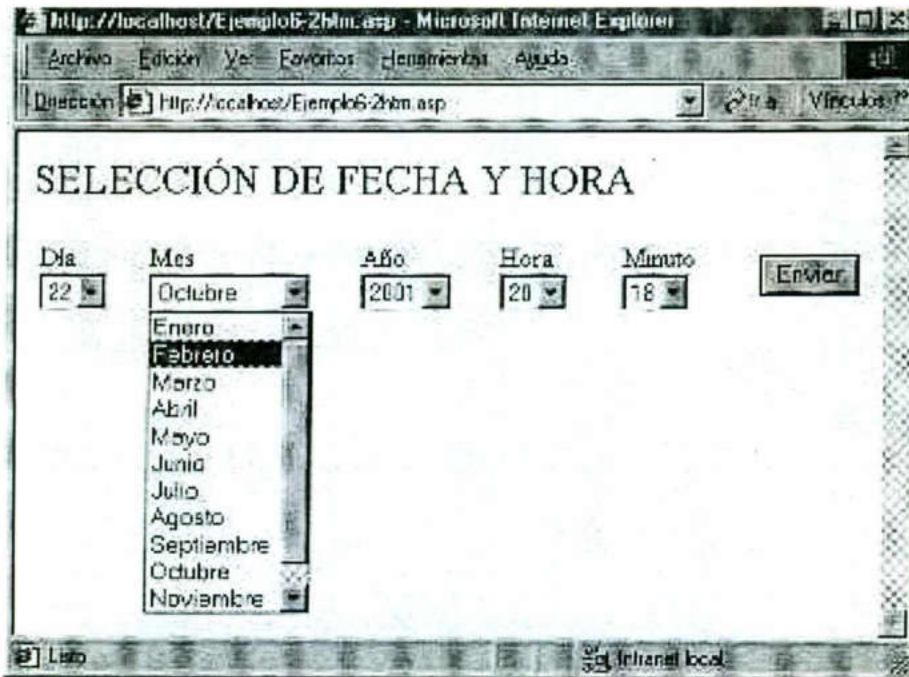 http://localhost/Ejemplo6-2htm.asp - Microsoft Internet Explorer
Archivo Edición Ver Favoritos Herramientas Ayuda
Dirección http://localhost/Ejemplo6-2htm.asp Ir a Vínculos »
SELECCIÓN DE FECHA Y HORA
Día Mes Año Hora Minuto
22 Octubre 2001 20 18 Enviar
Enero
Febrero
Marzo
Abril
Mayo
Junio
Julio
Agosto
Septiembre
Octubre
Noviembre
Listo Intranet local